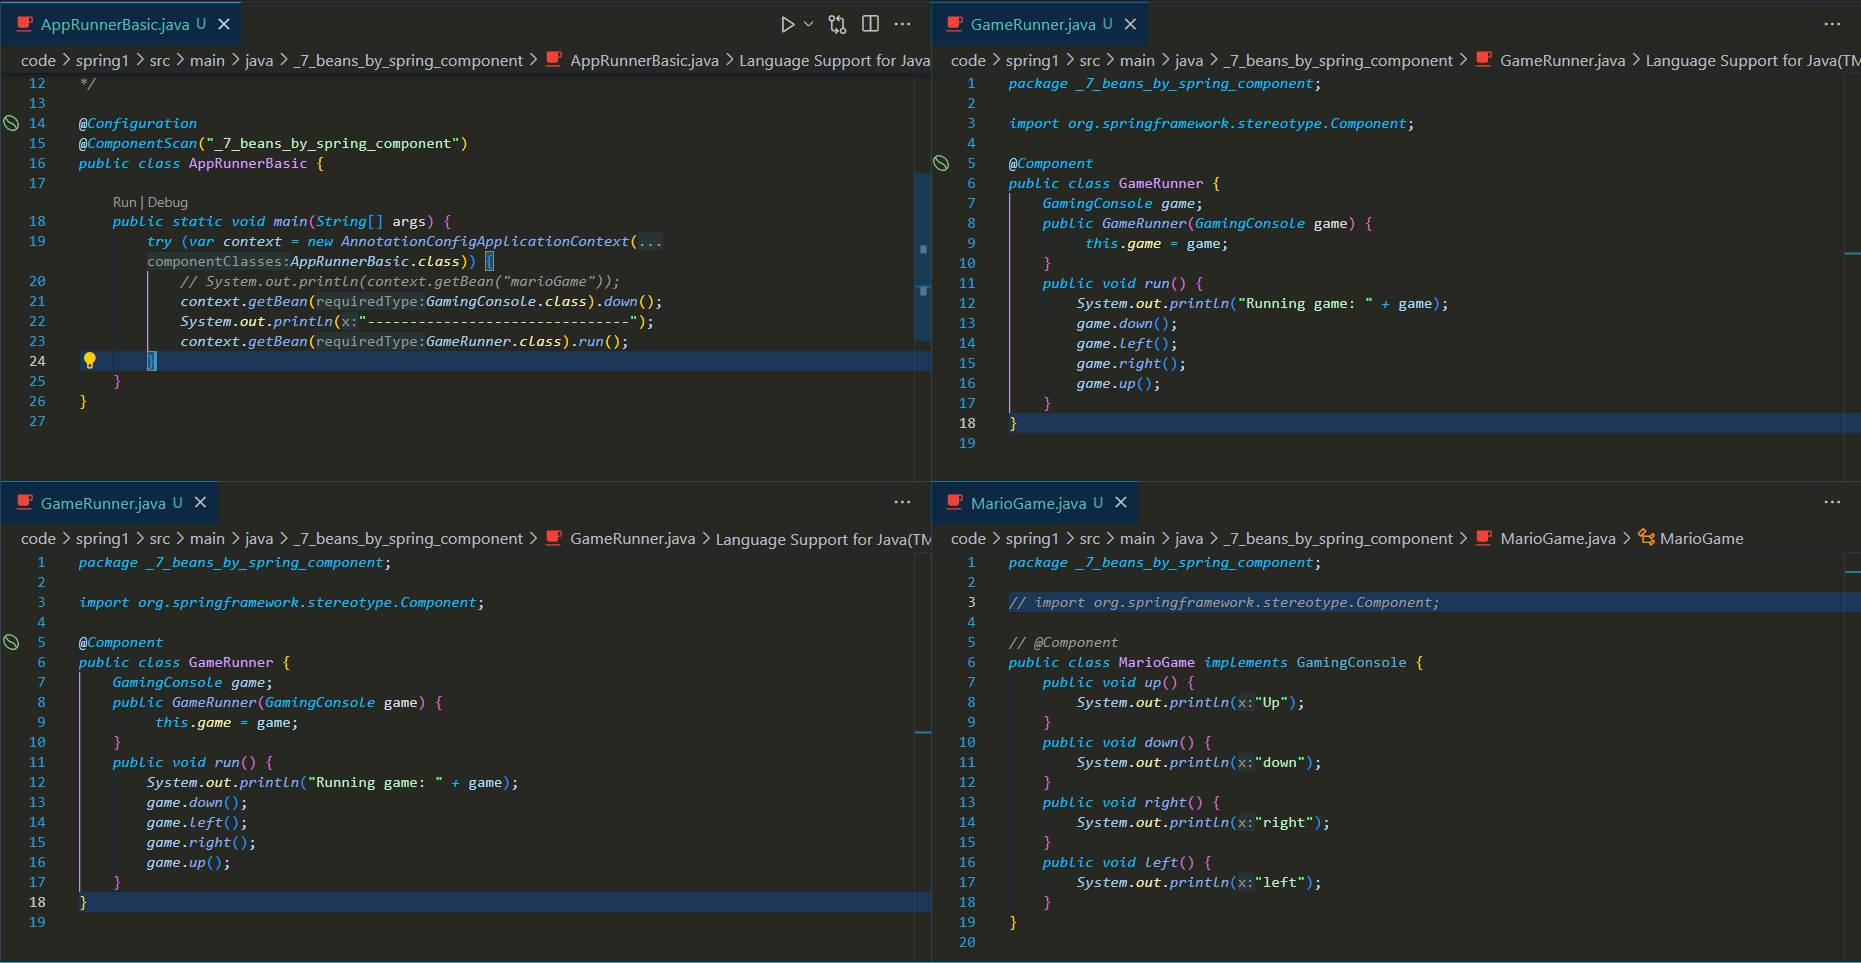 AppRunnerBasic.java U
code > spring1 > src > main > java > _7_beans_by_spring_component > AppRunnerBasic.java > Language Support for Java
12 */
13
14 @Configuration
15 @ComponentScan("_7_beans_by_spring_component")
16 public class AppRunnerBasic {
17
Run | Debug
18 public static void main(String[] args) {
19 try (var context = new AnnotationConfigApplicationContext(...
componentClasses:AppRunnerBasic.class)) {
20 // System.out.println(context.getBean("marioGame"));
21 context.getBean(requiredType:GamingConsole.class).down();
22 System.out.println(x:"-------------------------------");
23 context.getBean(requiredType:GameRunner.class).run();
24 }
25 }
26 }
27
GameRunner.java U
code > spring1 > src > main > java > _7_beans_by_spring_component > GameRunner.java > Language Support for Java(TM
1 package _7_beans_by_spring_component;
2
3 import org.springframework.stereotype.Component;
4
5 @Component
6 public class GameRunner {
7 GamingConsole game;
8 public GameRunner(GamingConsole game) {
9 this.game = game;
10 }
11 public void run() {
12 System.out.println("Running game: " + game);
13 game.down();
14 game.left();
15 game.right();
16 game.up();
17 }
18 }
19
GameRunner.java U
code > spring1 > src > main > java > _7_beans_by_spring_component > GameRunner.java > Language Support for Java(TM
1 package _7_beans_by_spring_component;
2
3 import org.springframework.stereotype.Component;
4
5 @Component
6 public class GameRunner {
7 GamingConsole game;
8 public GameRunner(GamingConsole game) {
9 this.game = game;
10 }
11 public void run() {
12 System.out.println("Running game: " + game);
13 game.down();
14 game.left();
15 game.right();
16 game.up();
17 }
18 }
19
MarioGame.java U
code > spring1 > src > main > java > _7_beans_by_spring_component > MarioGame.java > MarioGame
1 package _7_beans_by_spring_component;
2
3 // import org.springframework.stereotype.Component;
4
5 // @Component
6 public class MarioGame implements GamingConsole {
7 public void up() {
8 System.out.println(x:"Up");
9 }
10 public void down() {
11 System.out.println(x:"down");
12 }
13 public void right() {
14 System.out.println(x:"right");
15 }
16 public void left() {
17 System.out.println(x:"left");
18 }
19 }
20